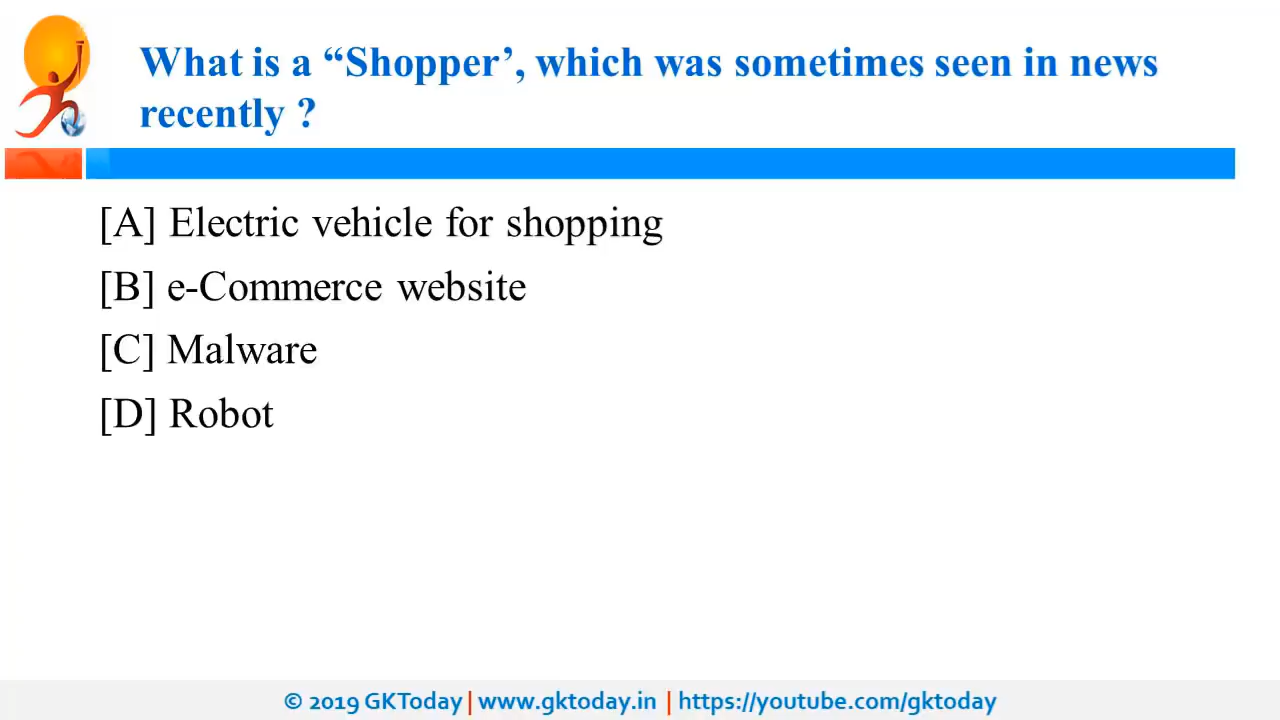 What is a “Shopper’, which was sometimes seen in news
recently ?
[A] Electric vehicle for shopping
[B] e-Commerce website
[C] Malware
[D] Robot
© 2019 GKToday | www.gktoday.in | https://youtube.com/gktoday